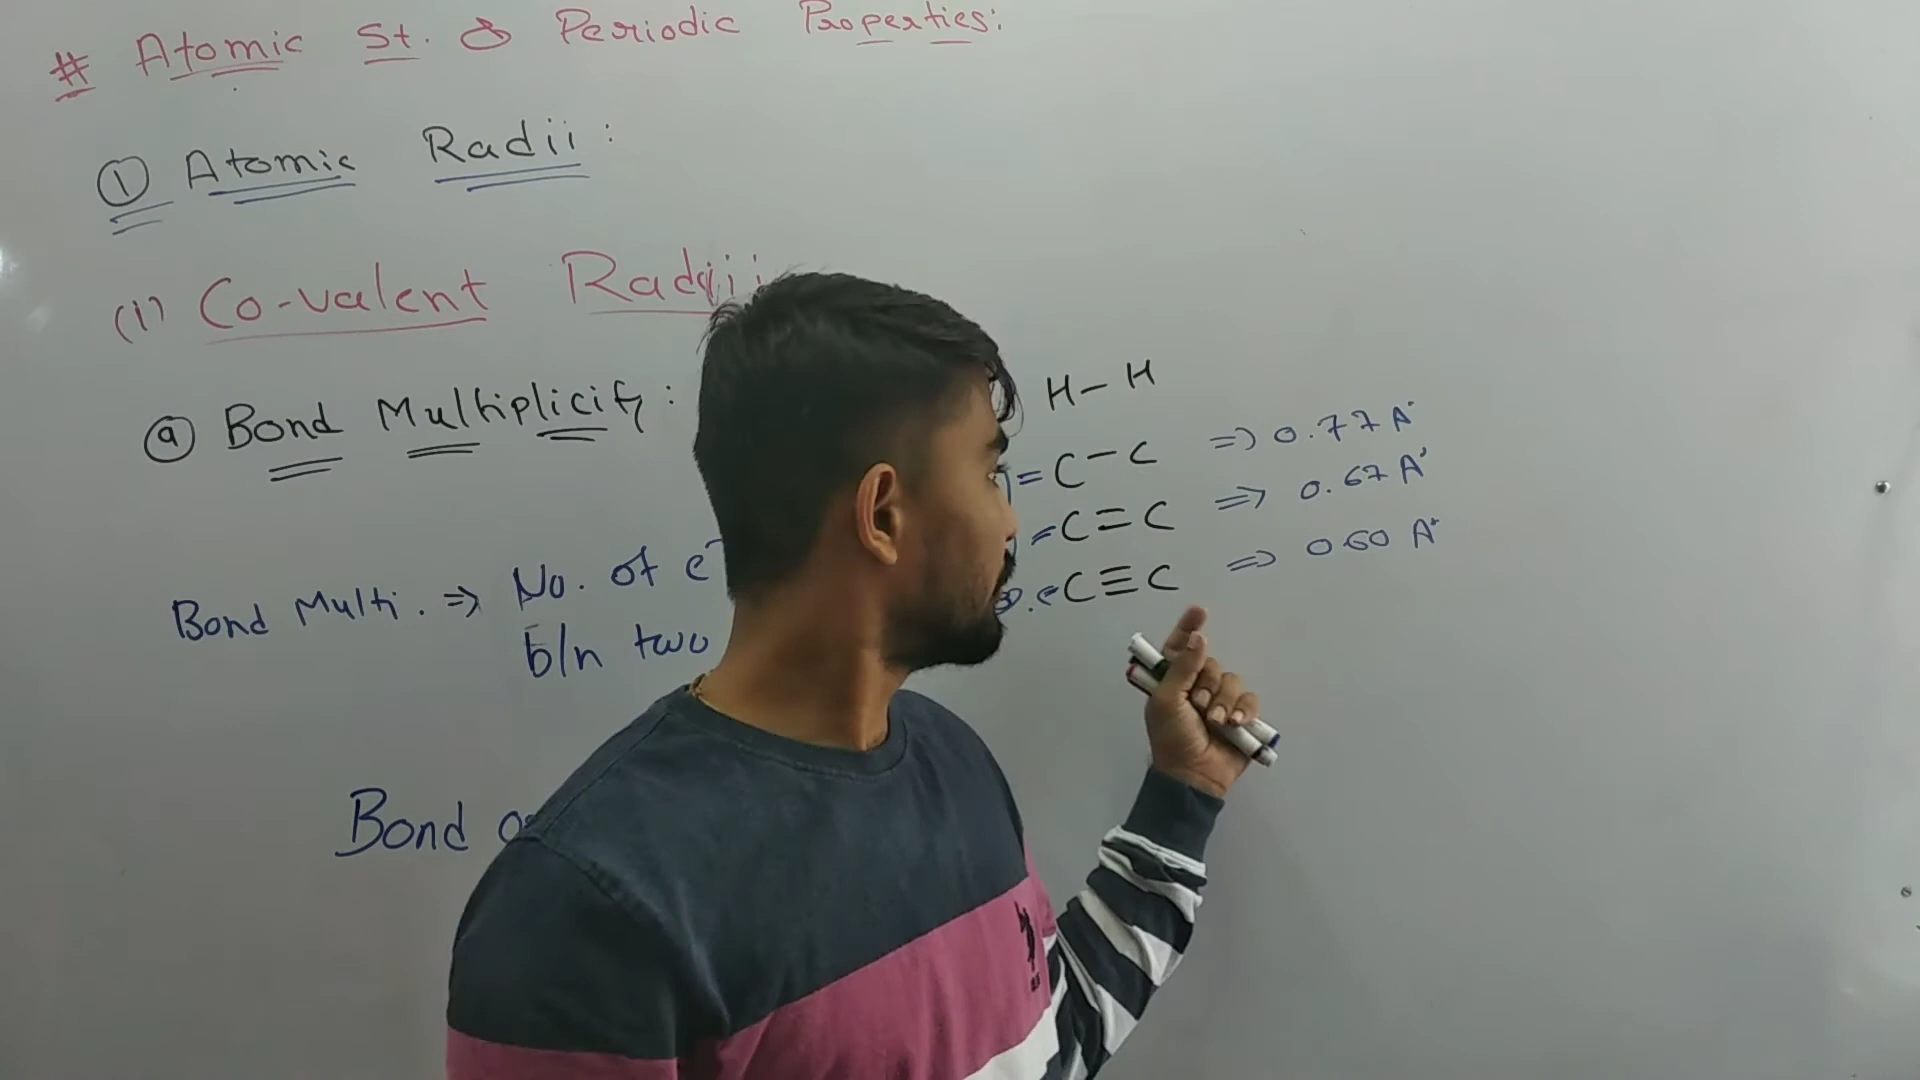 # Atomic St. & Periodic Properties:
① Atomic Radii:
(i) Co-valent Radii:
ⓐ Bond Multiplicity:
H-H
=C-C => 0.77 A°
=C=C => 0.67 A°
=C≡C => 0.60 A°
Bond Multi. => No. of e⁻
b/n two
Bond